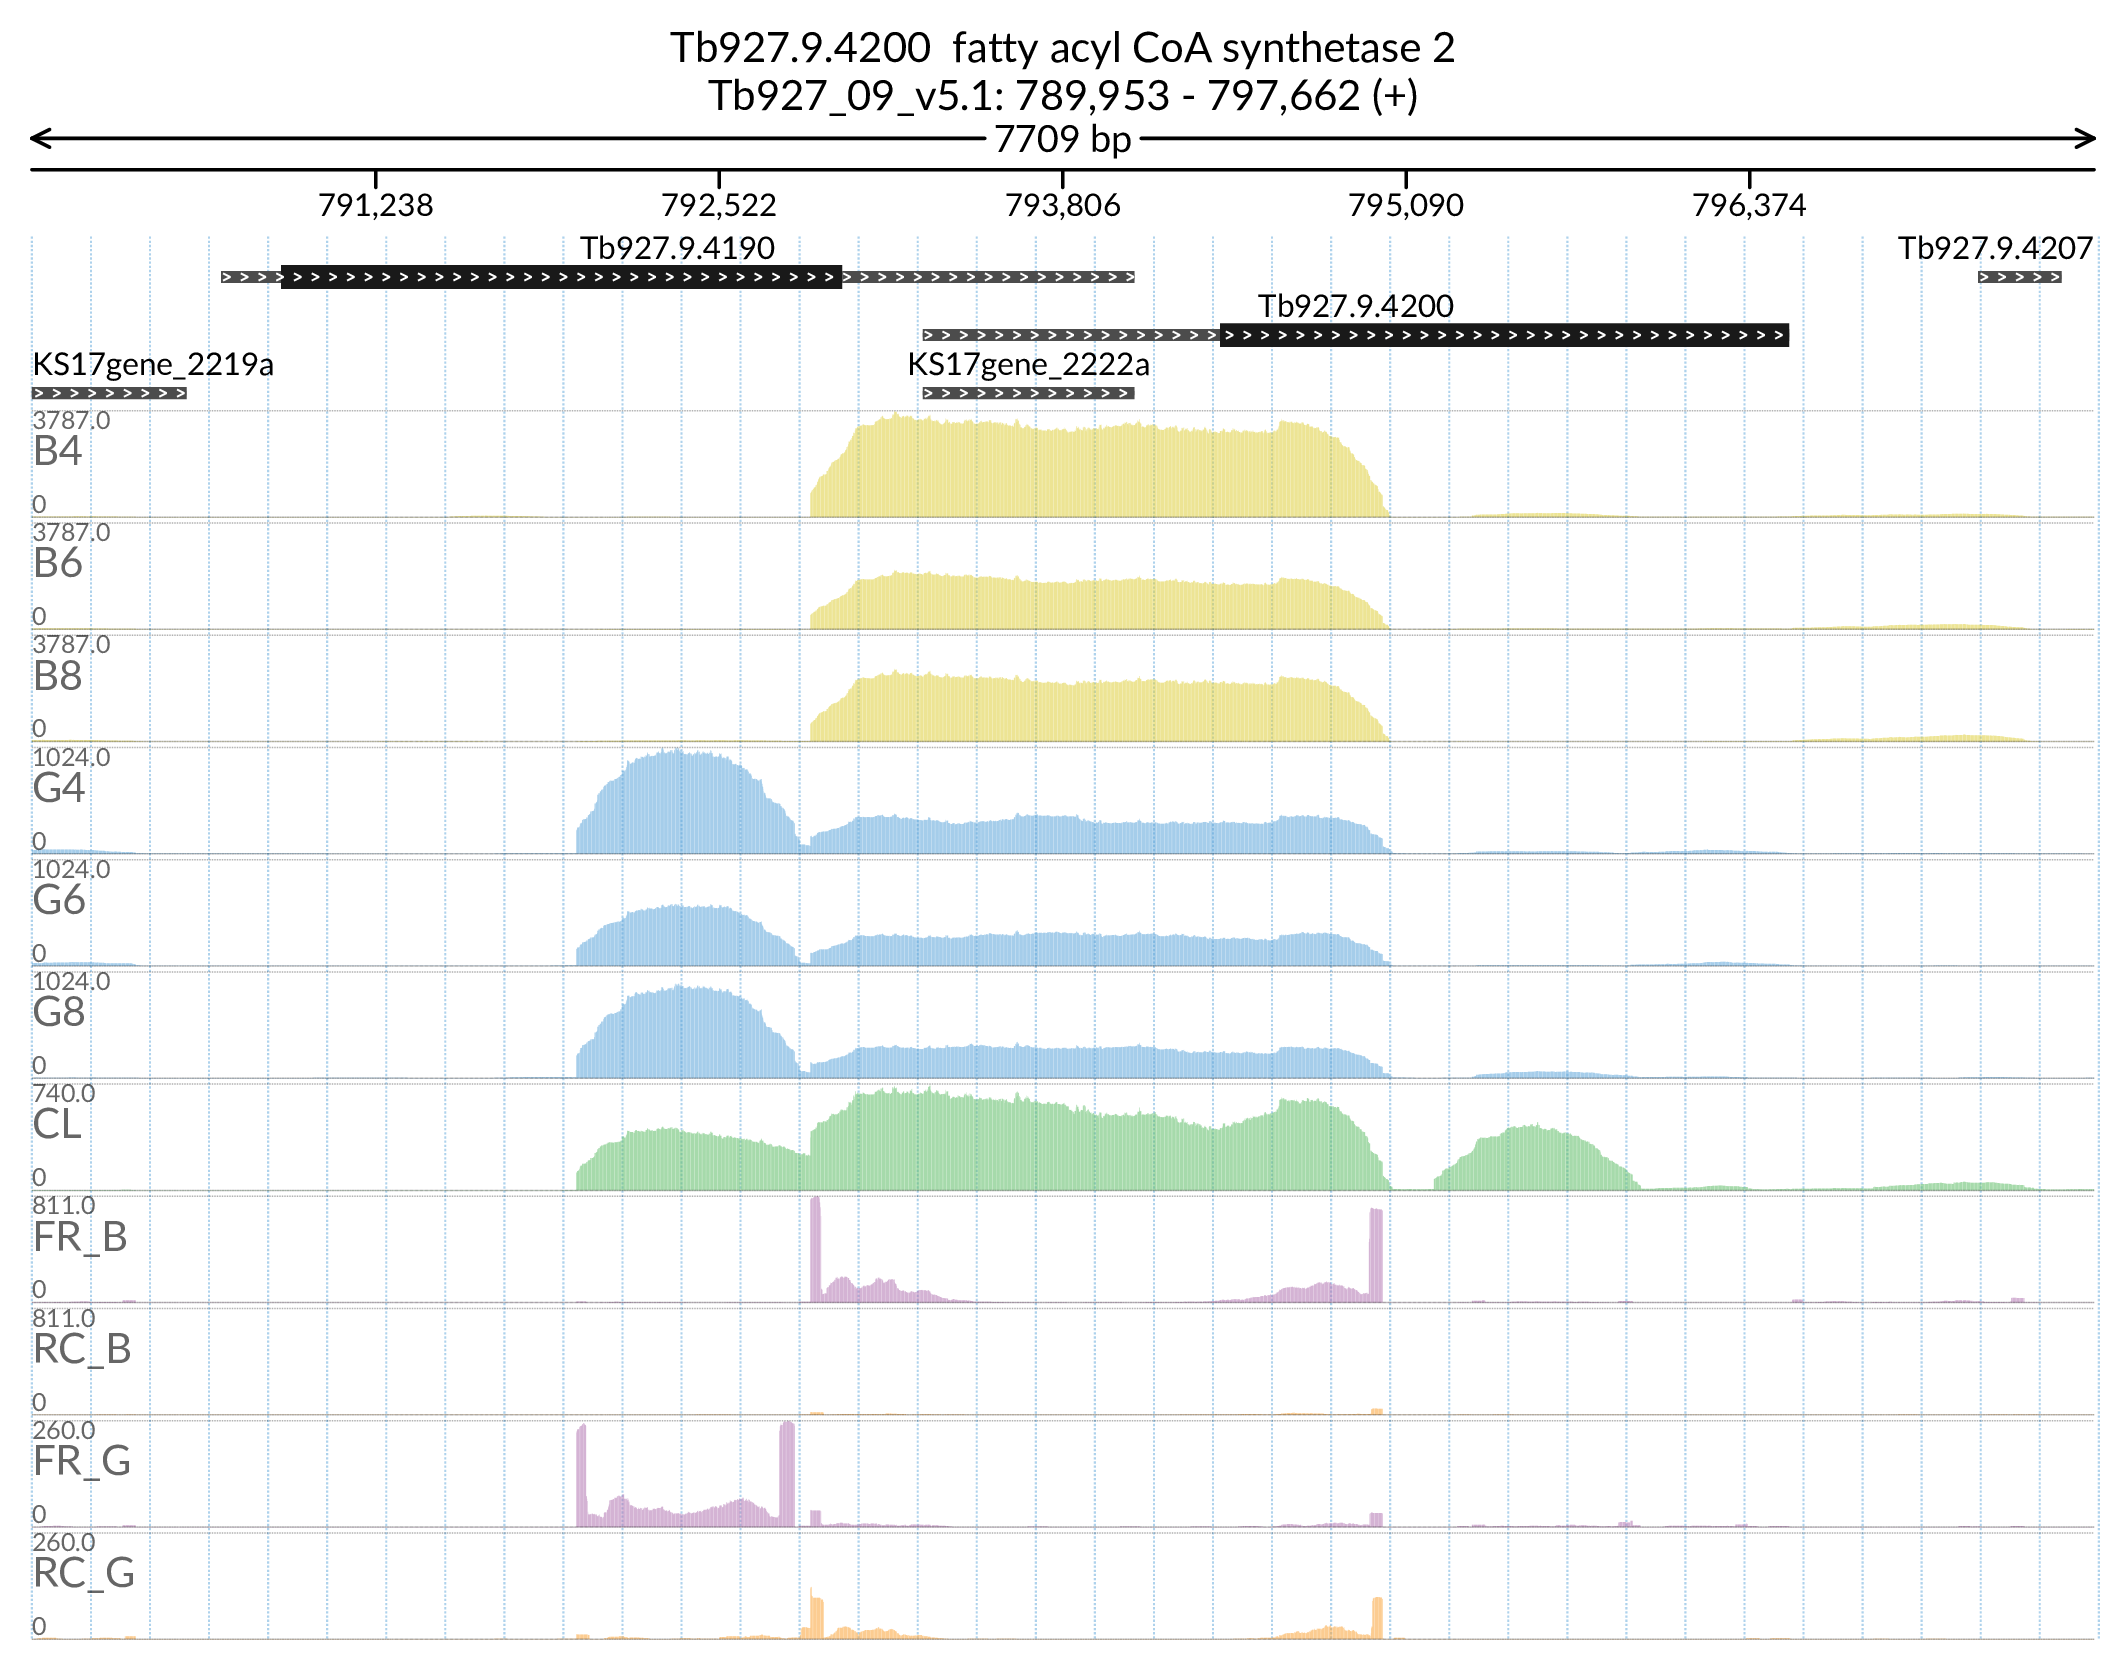 Tb927.9.4200  fatty acyl CoA synthetase 2
Tb927_09_v5.1: 789,953 - 797,662 (+)
7709 bp
791,238 792,522 793,806 795,090 796,374
Tb927.9.4190 Tb927.9.4207
Tb927.9.4200
KS17gene_2219a KS17gene_2222a
3787.0
B4
0
3787.0
B6
0
3787.0
B8
0
1024.0
G4
0
1024.0
G6
0
1024.0
G8
0
740.0
CL
0
811.0
FR_B
0
811.0
RC_B
0
260.0
FR_G
0
260.0
RC_G
0